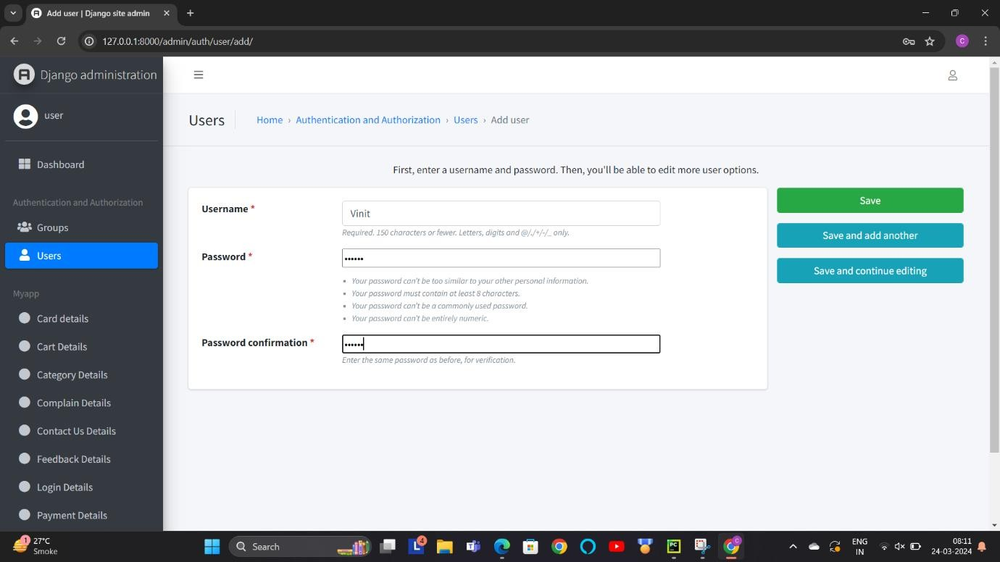 Add user | Django site admin
127.0.0.1:8000/admin/auth/user/add/
C
Django administration
user
Users
Home › Authentication and Authorization › Users › Add user
Dashboard
Authentication and Authorization
Groups
Users
Myapp
Card details
Cart Details
Category Details
Complain Details
Contact Us Details
Feedback Details
Login Details
Payment Details
First, enter a username and password. Then, you'll be able to edit more user options.
Username *
Vinit
Required. 150 characters or fewer. Letters, digits and @/./+/-/_ only.
Password *
••••••
Your password can't be too similar to your other personal information.
Your password must contain at least 8 characters.
Your password can't be a commonly used password.
Your password can't be entirely numeric.
Password confirmation *
••••••
Enter the same password as before, for verification.
Save
Save and add another
Save and continue editing
1
27°C
Smoke
Search
L
4
PC
C
ENG
IN
08:11
24-03-2024